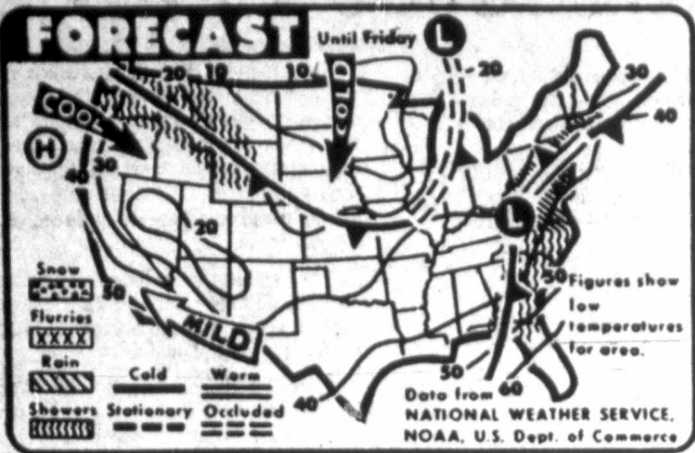 FORECAST
Until Friday
L
20 10 10 20
COLD
30
COOL
40
H
40 30
L
20
Snow
50
50
Figures show
low
temperatures
for area.
Flurries
MILD
Rain
Cold Warm
50
40
60
Showers Stationary Occluded
Data from
NATIONAL WEATHER SERVICE,
NOAA, U.S. Dept. of Commerce